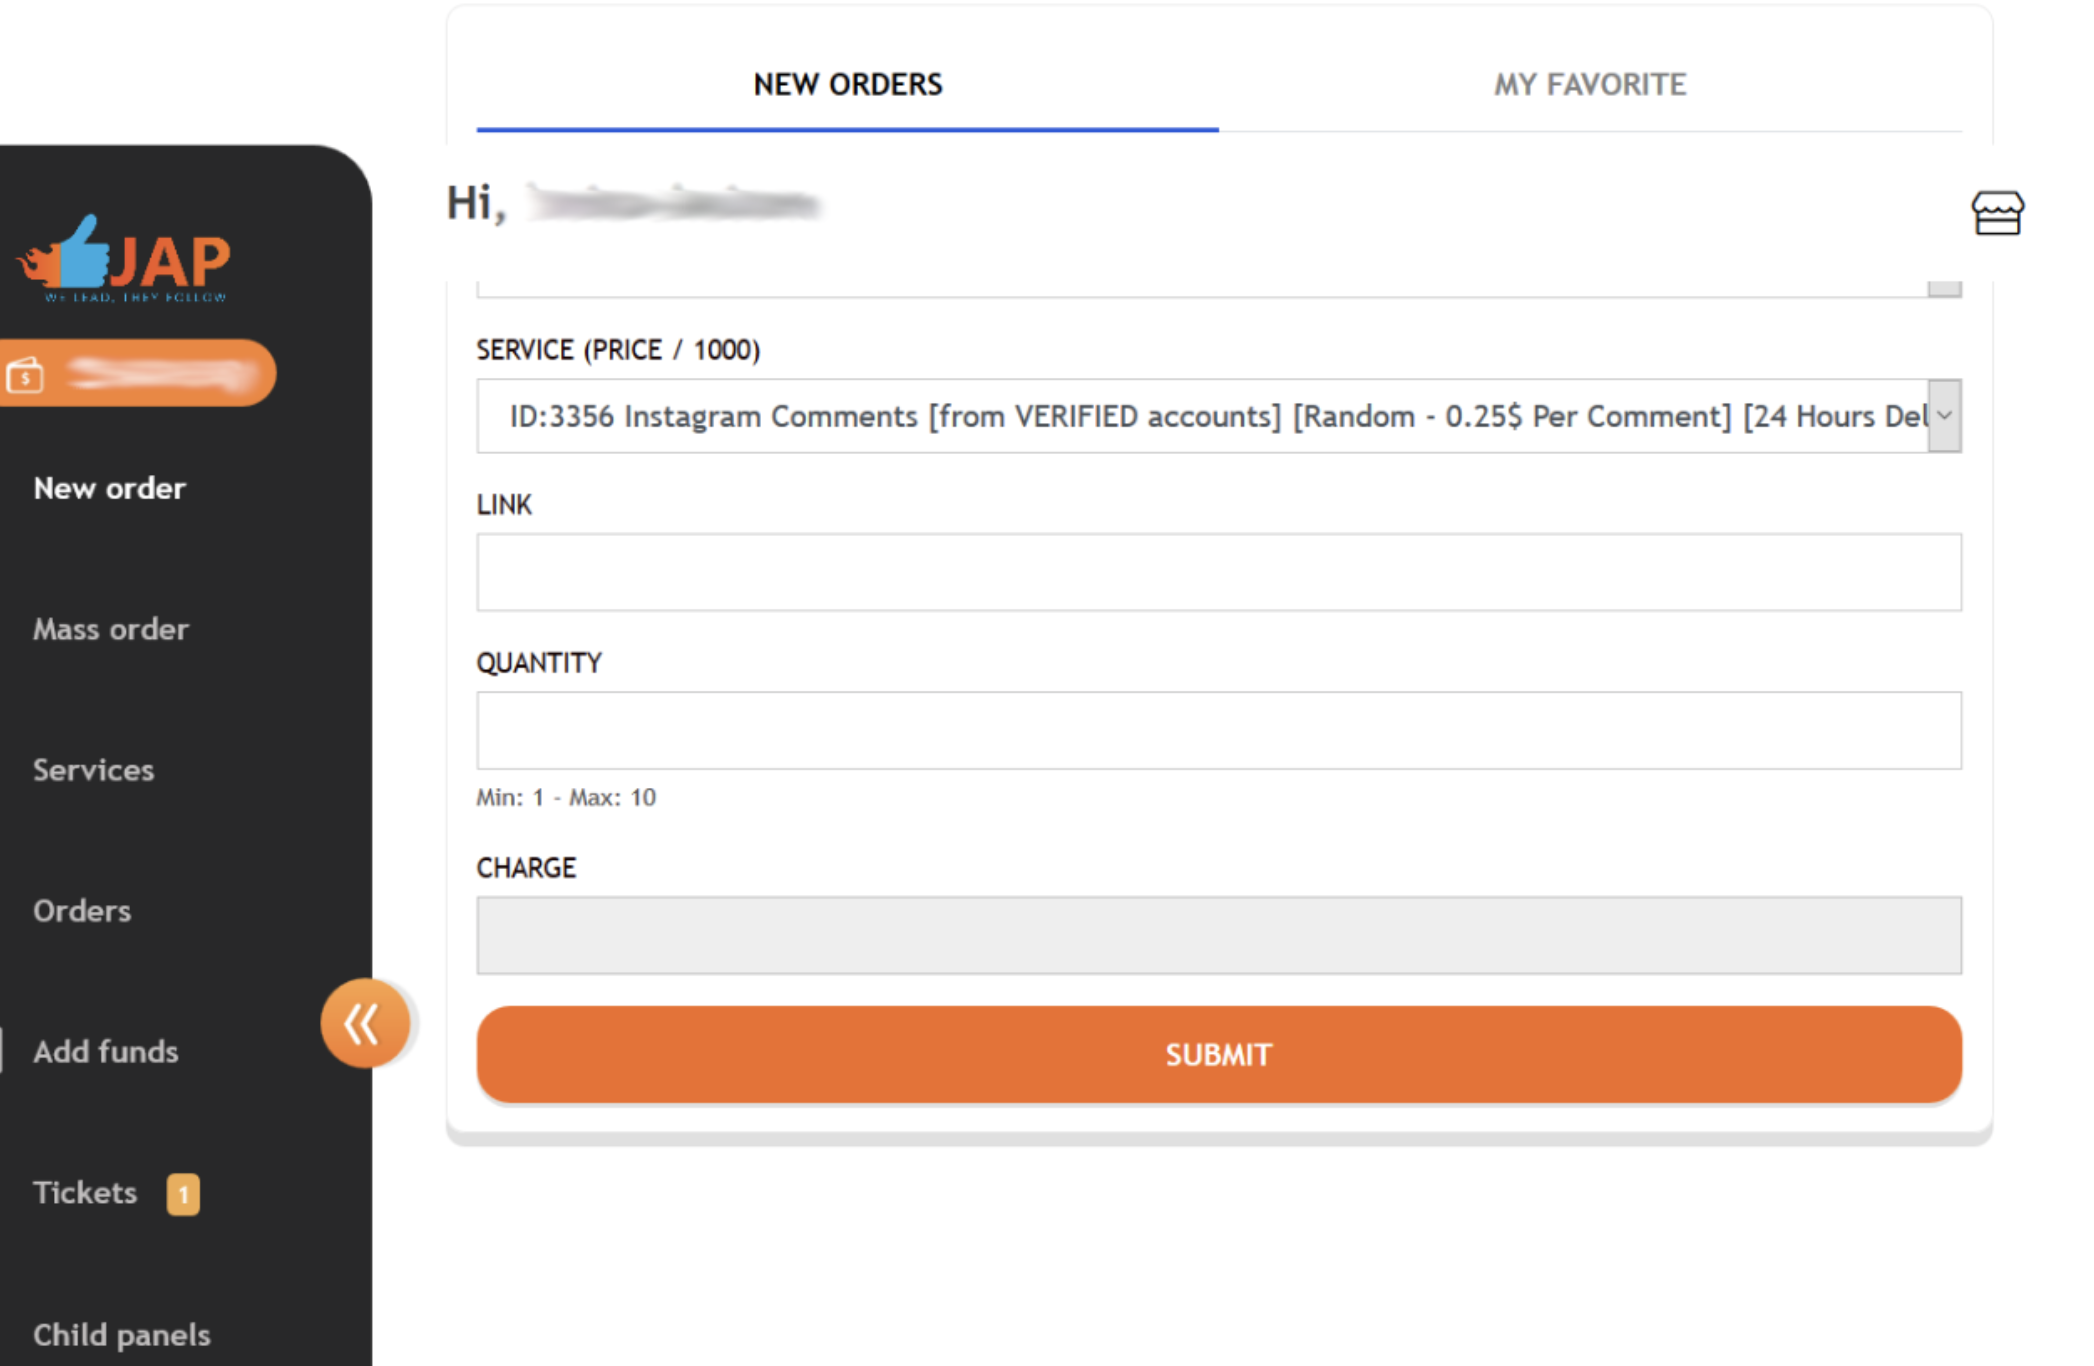 NEW ORDERS
MY FAVORITE
Hi,
JAP
WE LEAD, THEY FOLLOW
$
New order
Mass order
Services
Orders
Add funds
Tickets 1
Child panels
SERVICE (PRICE / 1000)
ID:3356 Instagram Comments [from VERIFIED accounts] [Random - 0.25$ Per Comment] [24 Hours Del
LINK
QUANTITY
Min: 1 - Max: 10
CHARGE
SUBMIT